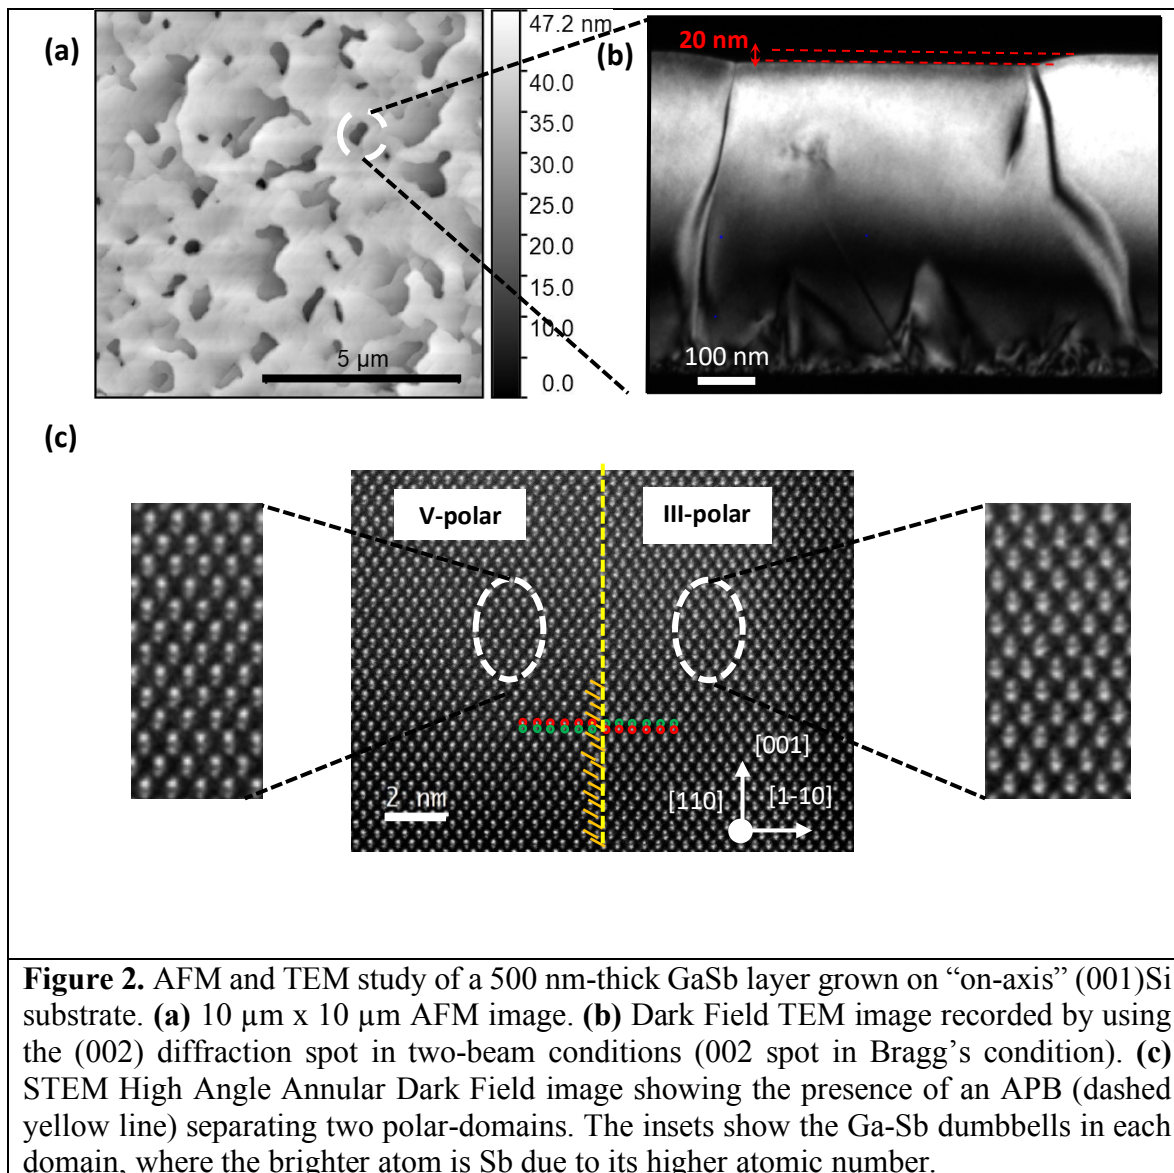 (a)
47.2 nm
40.0
35.0
30.0
25.0
20.0
15.0
10.0
0.0
5 µm
(b)
20 nm
100 nm
(c)
V-polar
III-polar
2 nm
[001]
[110]
[1-10]
Figure 2. AFM and TEM study of a 500 nm-thick GaSb layer grown on “on-axis” (001)Si
substrate. (a) 10 µm x 10 µm AFM image. (b) Dark Field TEM image recorded by using
the (002) diffraction spot in two-beam conditions (002 spot in Bragg’s condition). (c)
STEM High Angle Annular Dark Field image showing the presence of an APB (dashed
yellow line) separating two polar-domains. The insets show the Ga-Sb dumbbells in each
domain, where the brighter atom is Sb due to its higher atomic number.